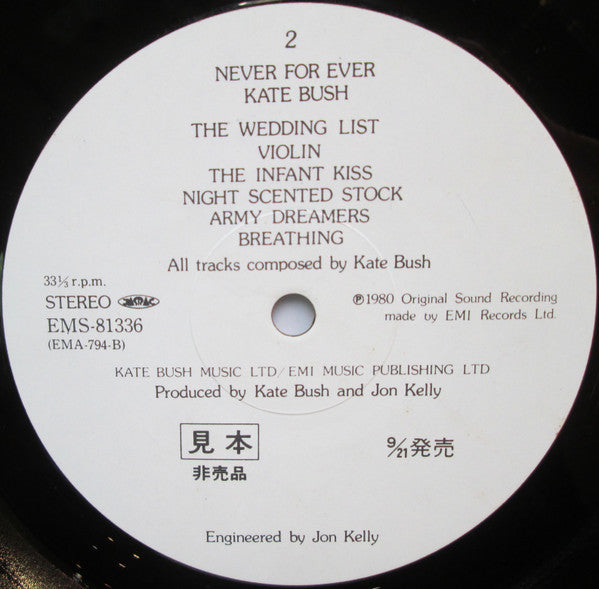 2
NEVER FOR EVER
KATE BUSH
THE WEDDING LIST
VIOLIN
THE INFANT KISS
NIGHT SCENTED STOCK
ARMY DREAMERS
BREATHING
All tracks composed by Kate Bush
33⅓ r.p.m.
STEREO
EMS-81336
(EMA-794-B)
℗1980 Original Sound Recording
made by EMI Records Ltd.
KATE BUSH MUSIC LTD/EMI MUSIC PUBLISHING LTD
Produced by Kate Bush and Jon Kelly
見本
非売品
9/21発売
Engineered by Jon Kelly